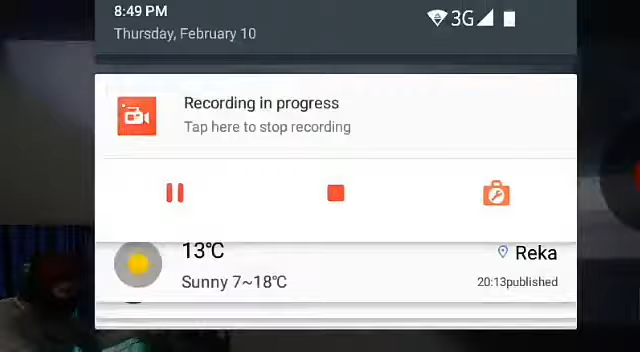 8:49 PM
3G
Thursday, February 10
Recording in progress
Tap here to stop recording
13℃
Reka
Sunny 7~18℃
20:13published